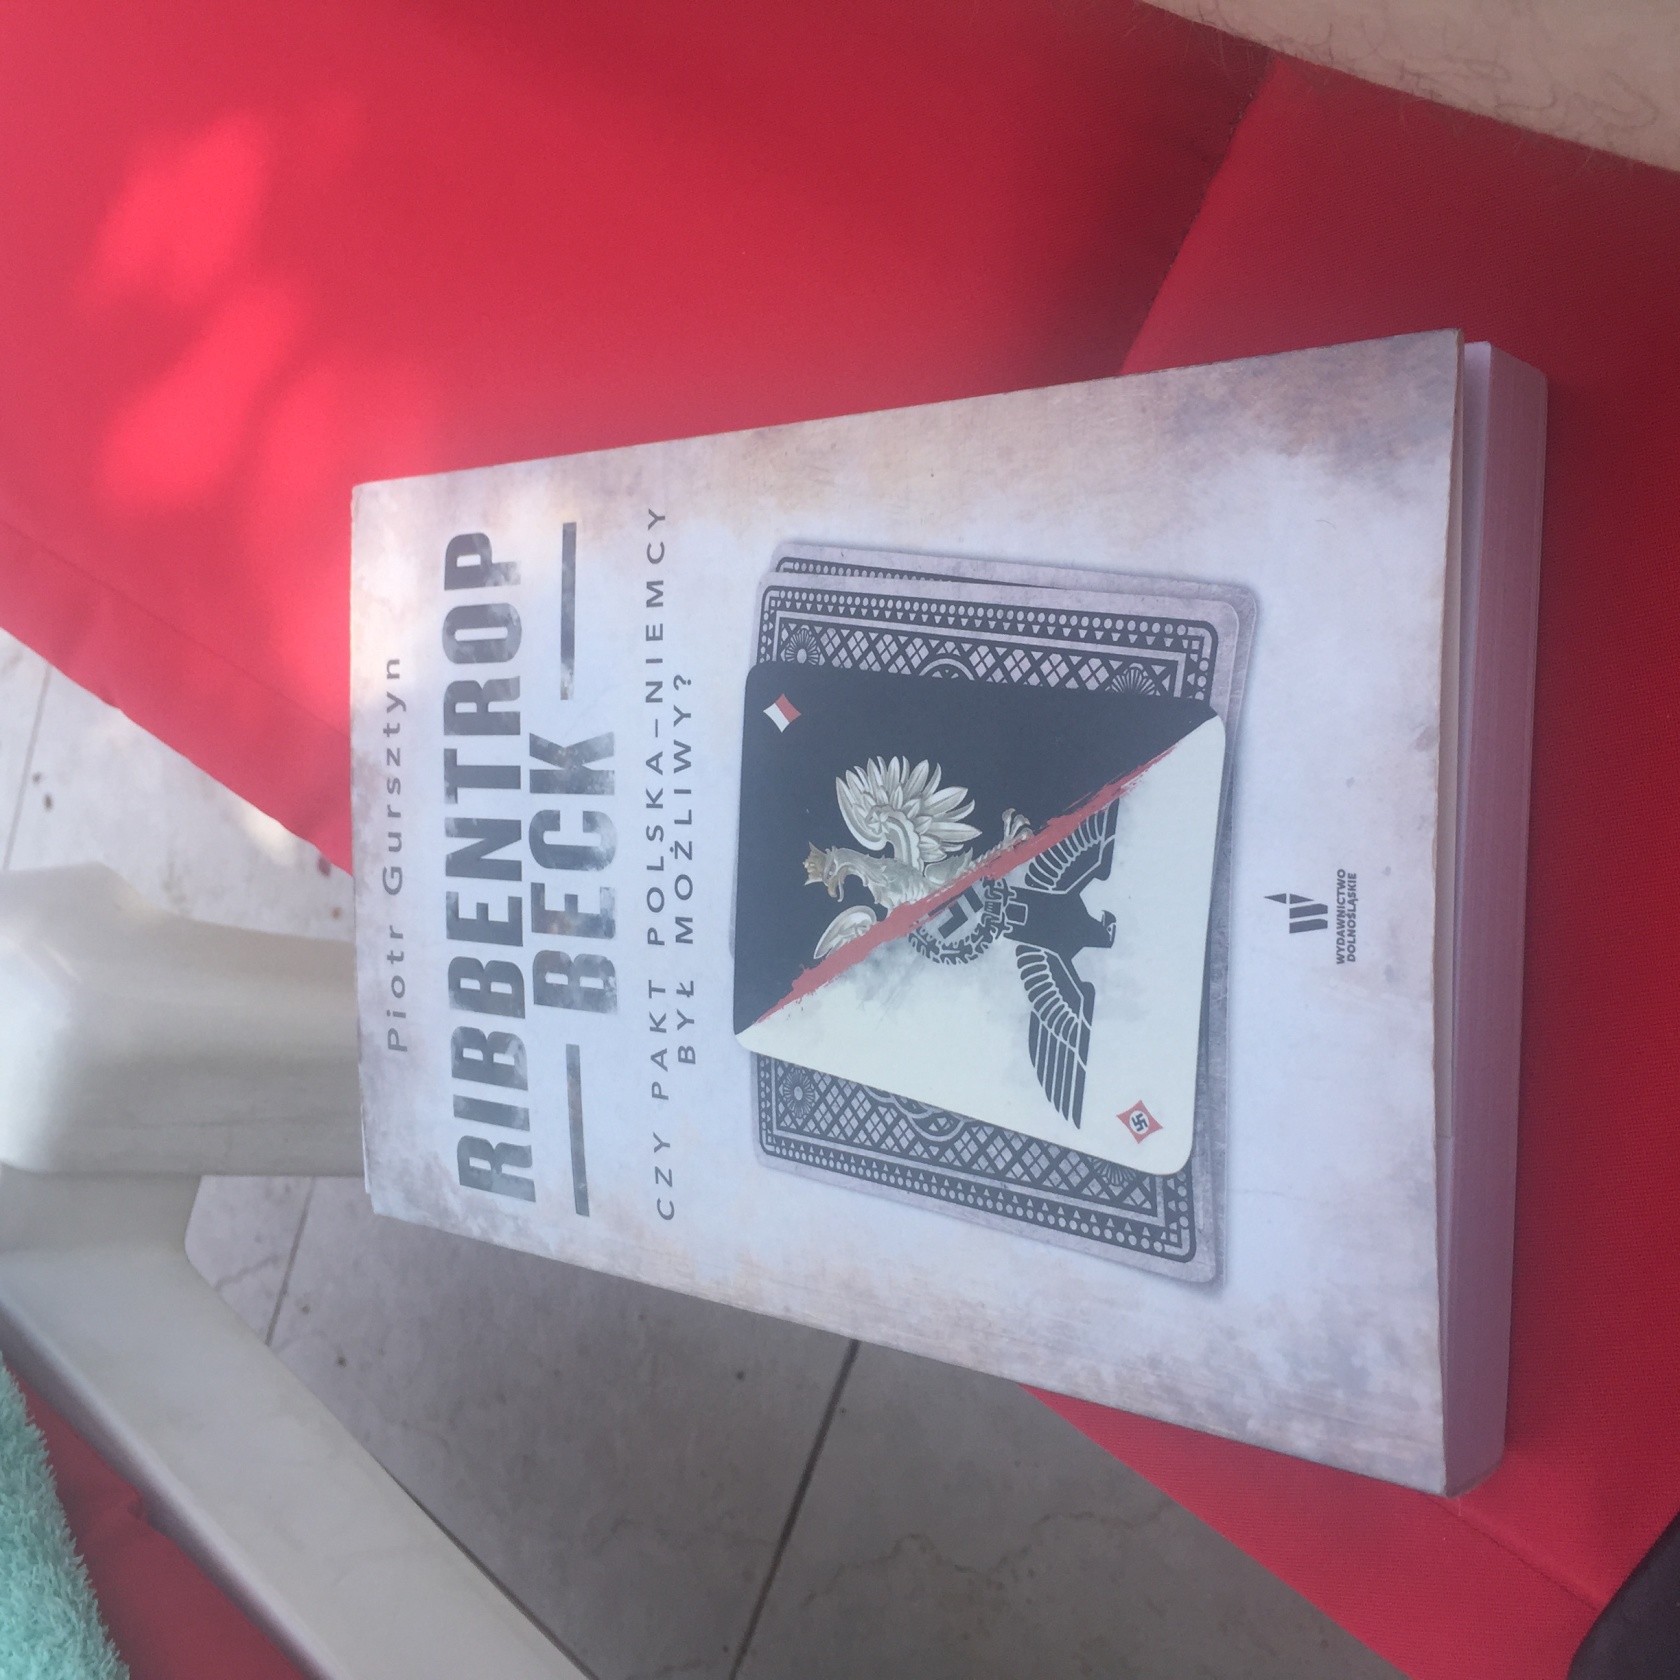 Piotr Gursztyn
RIBBENTROP
BECK
CZY PAKT POLSKA–NIEMCY
BYŁ MOŻLIWY?
WYDAWNICTWO
DOLNOŚLĄSKIE